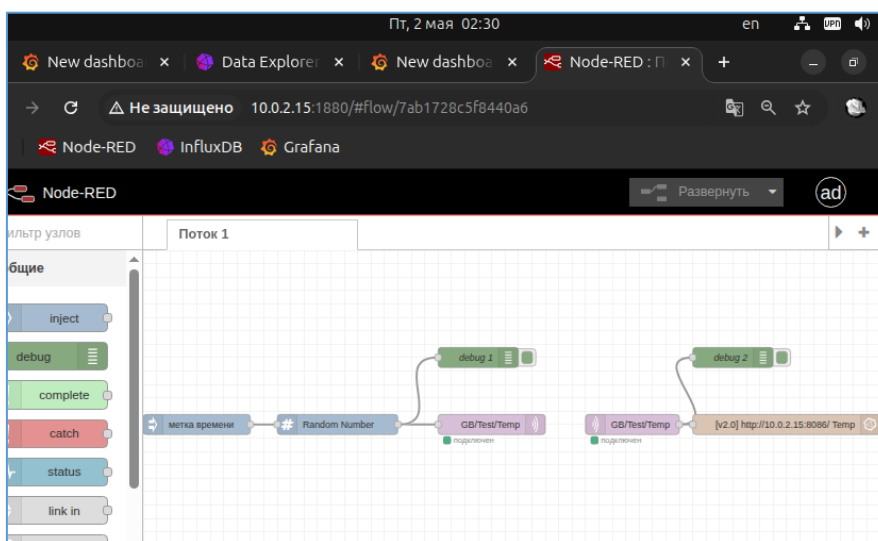 Пт, 2 мая 02:30
en
VPN
New dashboa
Data Explorer
New dashboa
Node-RED : П
Не защищено 10.0.2.15:1880/#flow/7ab1728c5f8440a6
Node-RED
InfluxDB
Grafana
Node-RED
Развернуть
ad
ильтр узлов
Поток 1
бщие
inject
debug
complete
catch
status
link in
debug 1
debug 2
метка времени
Random Number
GB/Test/Temp
подключен
GB/Test/Temp
подключен
[v2.0] http://10.0.2.15:8086/ Temp